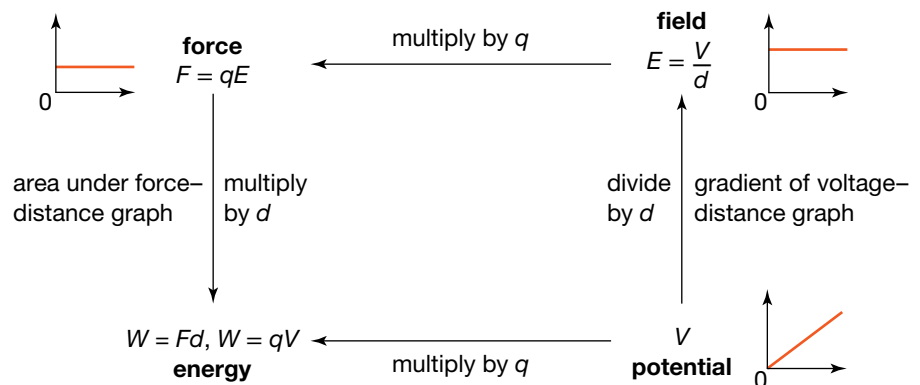 field
force
multiply by q
F = qE
E = V/d
0
0
area under force–
distance graph
multiply
by d
divide
by d
gradient of voltage–
distance graph
W = Fd, W = qV
energy
multiply by q
V
potential
0